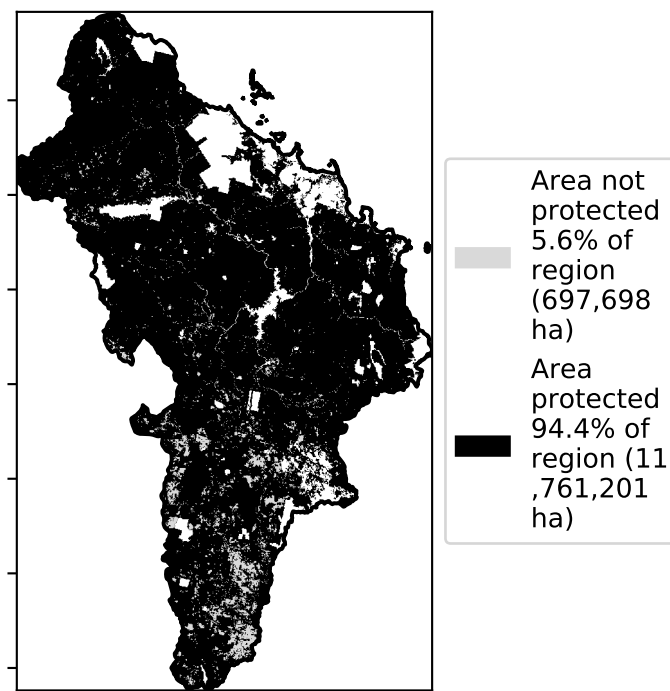 Area not
protected
5.6% of
region
(697,698
ha)
Area
protected
94.4% of
region (11
,761,201
ha)